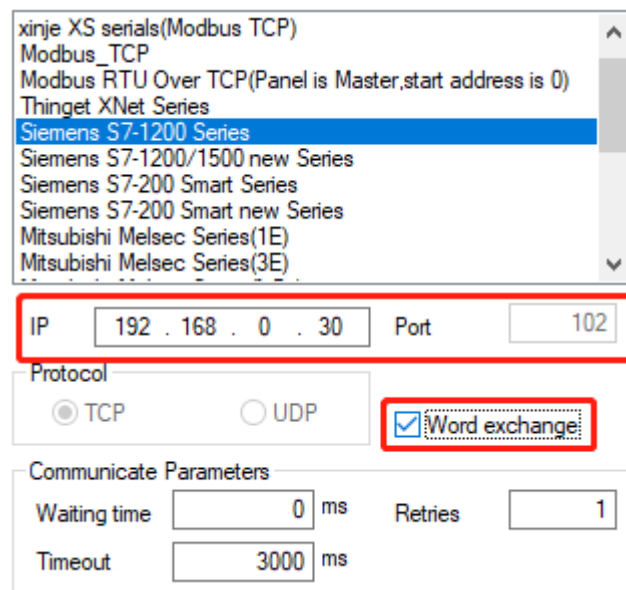 xinje XS serials(Modbus TCP)
Modbus_TCP
Modbus RTU Over TCP(Panel is Master,start address is 0)
Thinget XNet Series
Siemens S7-1200 Series
Siemens S7-1200/1500 new Series
Siemens S7-200 Smart Series
Siemens S7-200 Smart new Series
Mitsubishi Melsec Series(1E)
Mitsubishi Melsec Series(3E)
IP 192 . 168 . 0 . 30 Port 102
Protocol
TCP UDP Word exchange
Communicate Parameters
Waiting time 0 ms Retries 1
Timeout 3000 ms